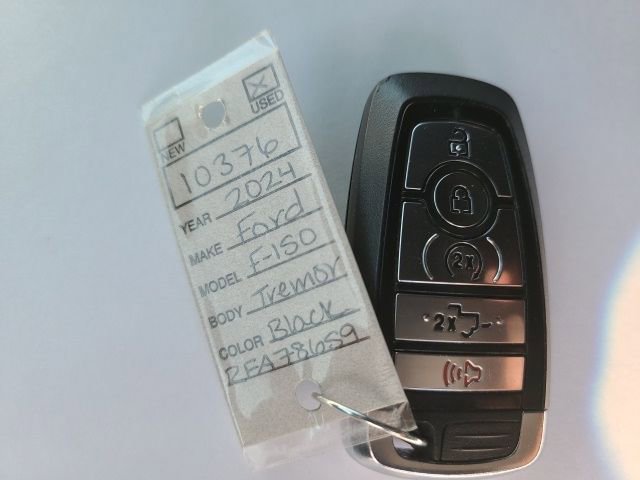 NEW USED
10376
YEAR 2024
MAKE Ford
MODEL F-150
BODY Tremor
COLOR Black
RFA78659
2x
2x